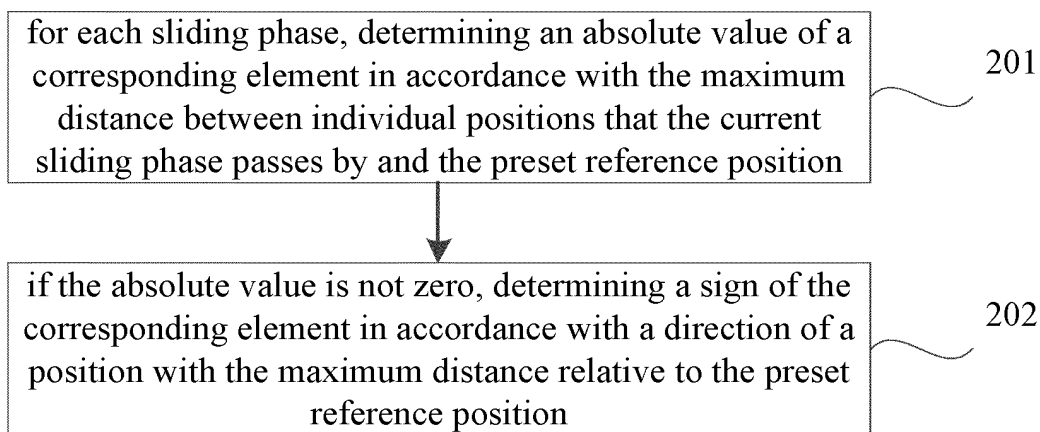 for each sliding phase, determining an absolute value of a
corresponding element in accordance with the maximum
distance between individual positions that the current
sliding phase passes by and the preset reference position
201
if the absolute value is not zero, determining a sign of the
corresponding element in accordance with a direction of a
position with the maximum distance relative to the preset
reference position
202